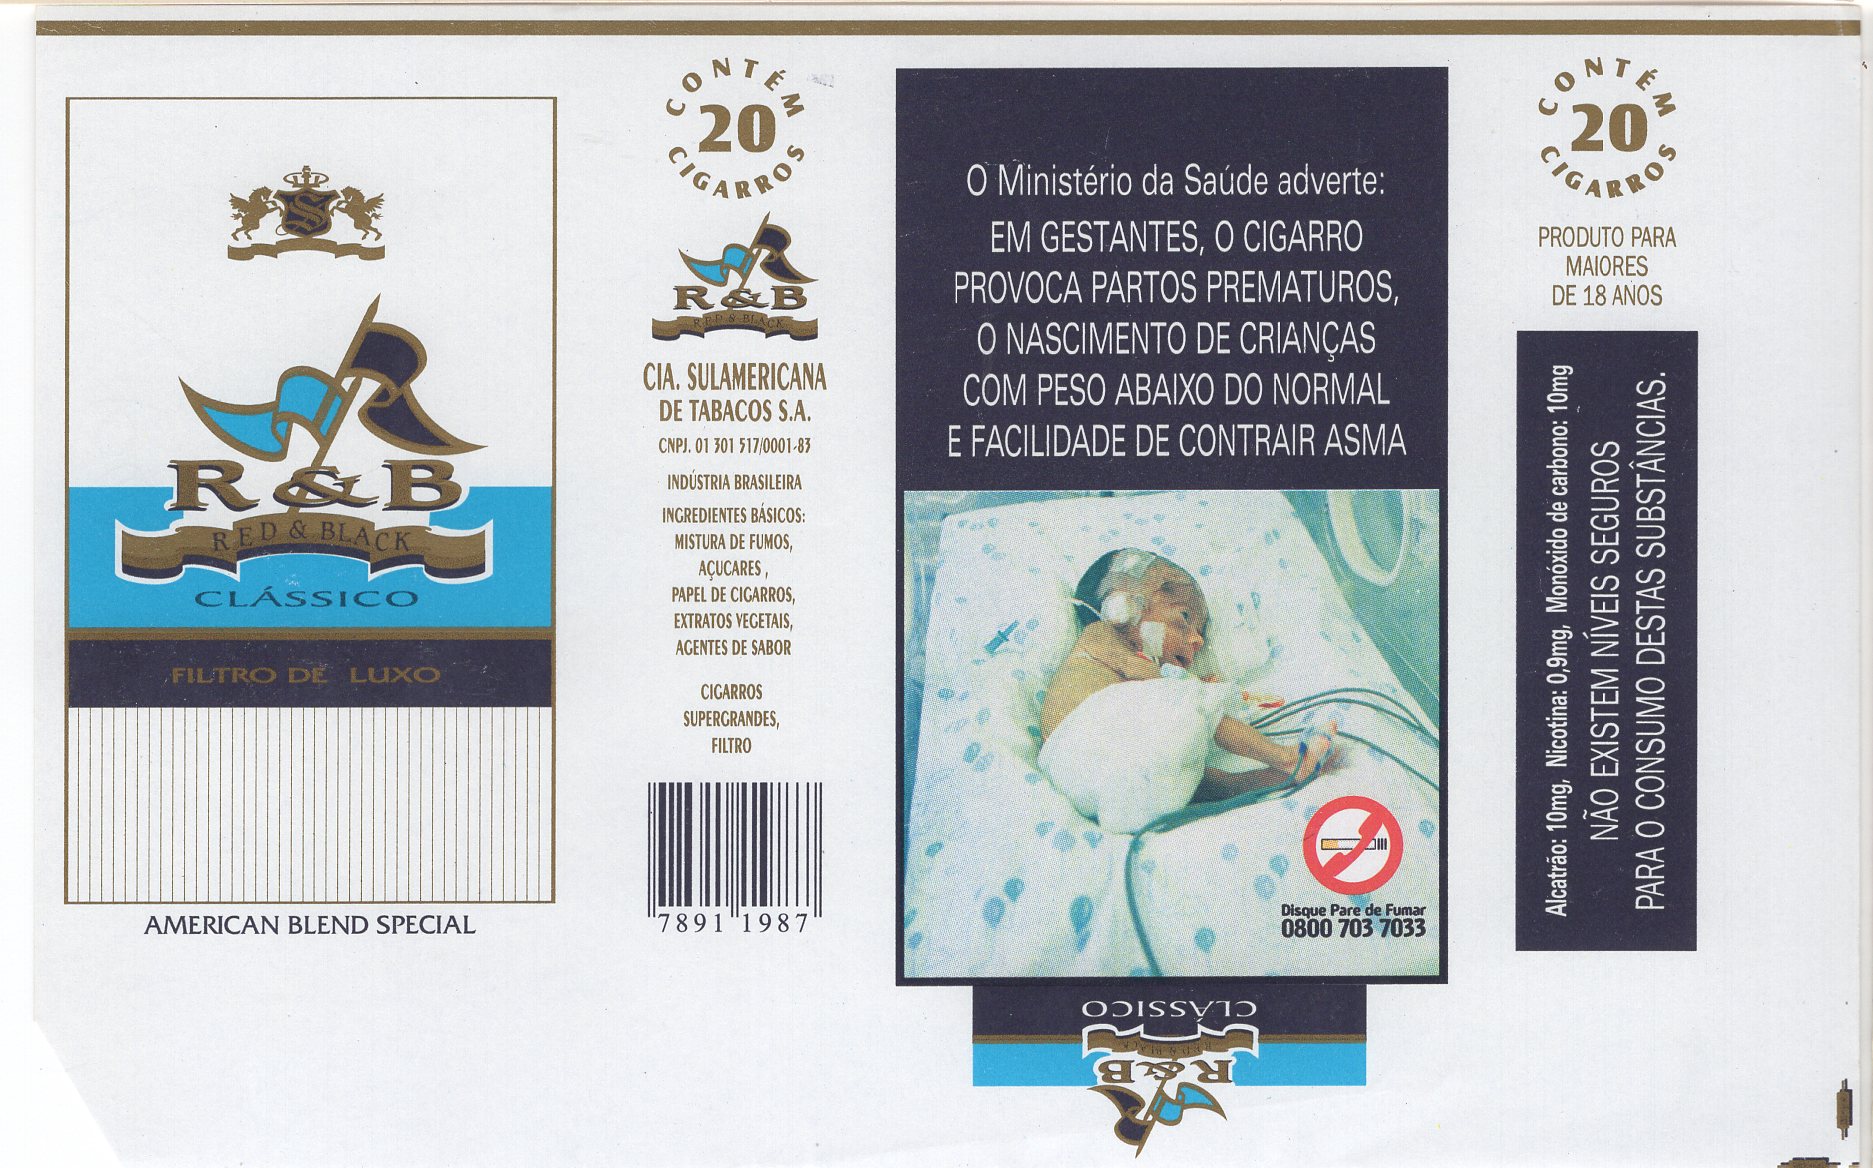 S
R&B
RED & BLACK
CLÁSSICO
FILTRO DE LUXO
AMERICAN BLEND SPECIAL
CONTÉM
20
CIGARROS
R&B
RED & BLACK
CIA. SULAMERICANA
DE TABACOS S.A.
CNPJ. 01 301 517/0001-83
INDÚSTRIA BRASILEIRA
INGREDIENTES BÁSICOS:
MISTURA DE FUMOS,
AÇUCARES ,
PAPEL DE CIGARROS,
EXTRATOS VEGETAIS,
AGENTES DE SABOR
CIGARROS
SUPERGRANDES,
FILTRO
7891 1987
O Ministério da Saúde adverte:
EM GESTANTES, O CIGARRO
PROVOCA PARTOS PREMATUROS,
O NASCIMENTO DE CRIANÇAS
COM PESO ABAIXO DO NORMAL
E FACILIDADE DE CONTRAIR ASMA
Disque Pare de Fumar
0800 703 7033
CLÁSSICO
RED & BLACK
R&B
CONTÉM
20
CIGARROS
PRODUTO PARA
MAIORES
DE 18 ANOS
Alcatrão: 10mg, Nicotina: 0,9mg, Monóxido de carbono: 10mg
NÃO EXISTEM NÍVEIS SEGUROS
PARA O CONSUMO DESTAS SUBSTÂNCIAS.